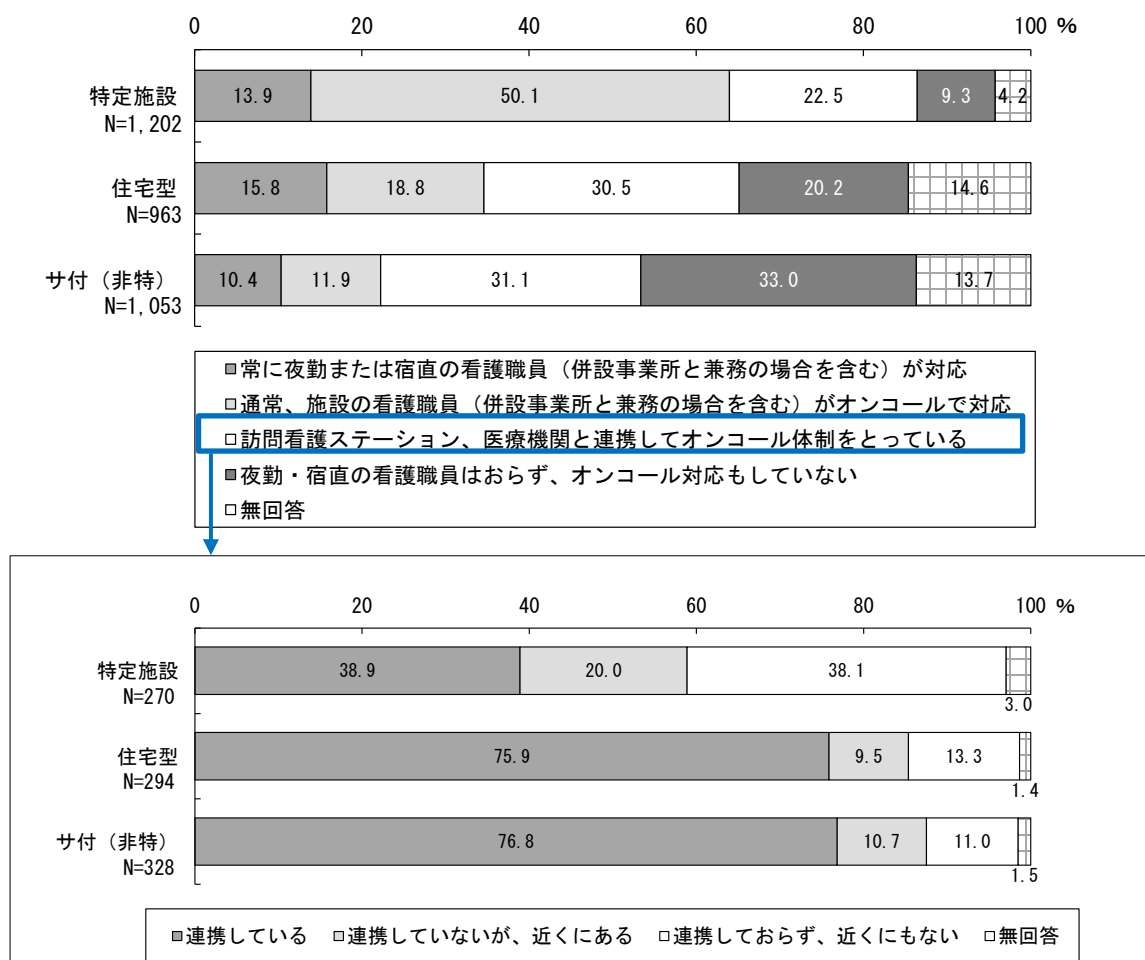 0 20 40 60 80 100 %
特定施設 13.9 50.1 22.5 9.3 4.2
N=1,202
住宅型 15.8 18.8 30.5 20.2 14.6
N=963
サ付（非特） 10.4 11.9 31.1 33.0 13.7
N=1,053
常に夜勤または宿直の看護職員（併設事業所と兼務の場合を含む）が対応
通常、施設の看護職員（併設事業所と兼務の場合を含む）がオンコールで対応
訪問看護ステーション、医療機関と連携してオンコール体制をとっている
夜勤・宿直の看護職員はおらず、オンコール対応もしていない
無回答
0 20 40 60 80 100 %
特定施設 38.9 20.0 38.1
N=270 3.0
住宅型 75.9 9.5 13.3
N=294 1.4
サ付（非特） 76.8 10.7 11.0
N=328 1.5
連携している 連携していないが、近くにある 連携しておらず、近くにもない 無回答